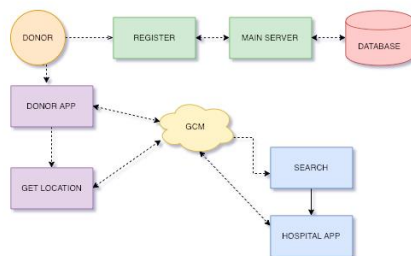 DONOR
REGISTER
MAIN SERVER
DATABASE
DONOR APP
GCM
GET LOCATION
SEARCH
HOSPITAL APP